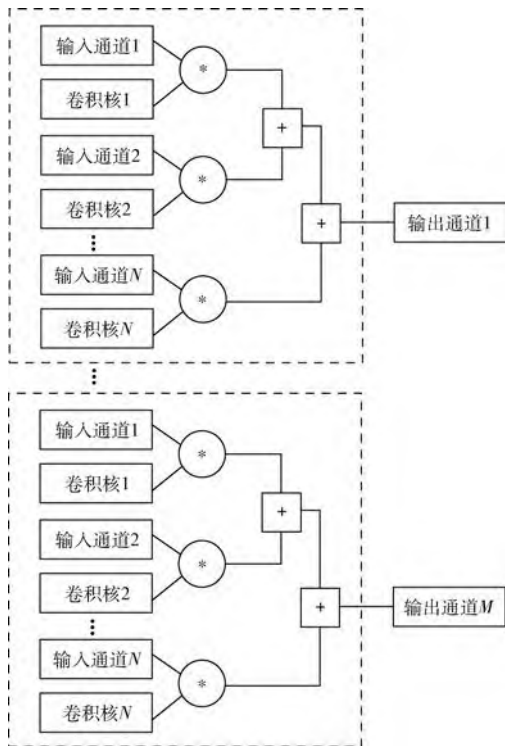 输入通道1
*
卷积核1
+
输入通道2
*
卷积核2
+
输出通道1
输入通道N
*
卷积核N
输入通道1
*
卷积核1
+
输入通道2
*
卷积核2
+
输出通道M
输入通道N
*
卷积核N